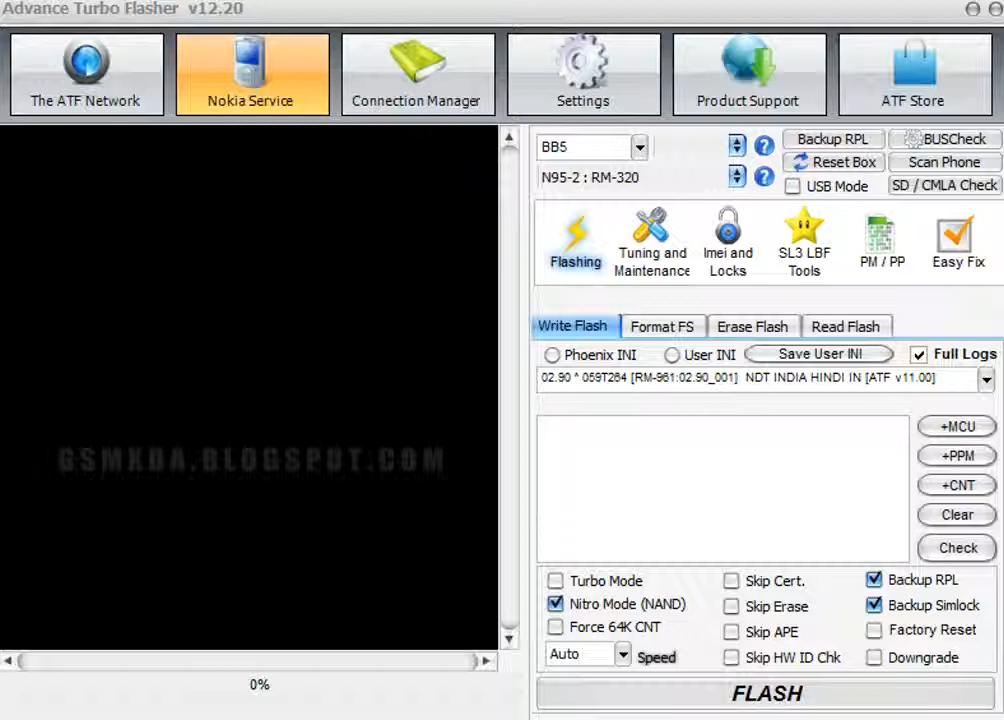 Advance Turbo Flasher v12.20
The ATF Network
Nokia Service
Connection Manager
Settings
Product Support
ATF Store
BB5
Backup RPL
BUSCheck
Reset Box
Scan Phone
N95-2 : RM-320
USB Mode
SD / CMLA Check
Flashing
Tuning and
Maintenance
Imei and
Locks
SL3 LBF
Tools
PM / PP
Easy Fix
Write Flash
Format FS
Erase Flash
Read Flash
Phoenix INI
User INI
Save User INI
Full Logs
02.90 * 059T264 [RM-961:02.90_001] NDT INDIA HINDI IN [ATF v11.00]
+MCU
+PPM
+CNT
Clear
Check
GSMKBA.BLOGSPOT.COM
Turbo Mode
Skip Cert.
Backup RPL
Nitro Mode (NAND)
Skip Erase
Backup Simlock
Force 64K CNT
Skip APE
Factory Reset
Auto
Speed
Skip HW ID Chk
Downgrade
0%
FLASH